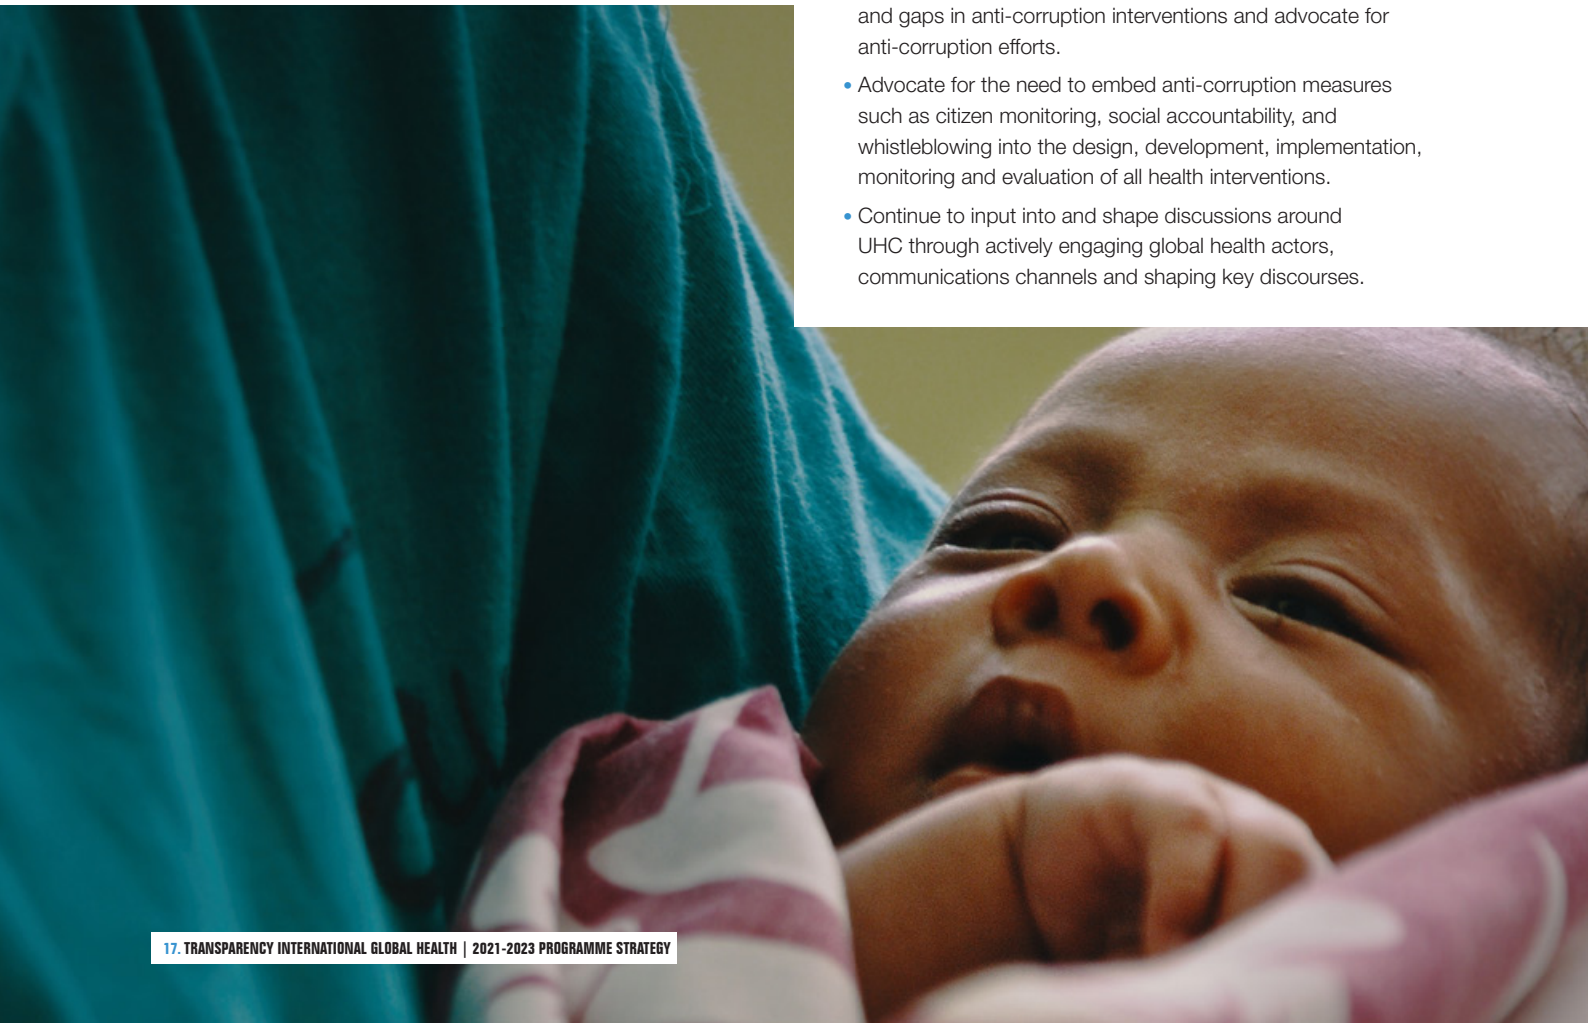 and gaps in anti-corruption interventions and advocate for
anti-corruption efforts.
• Advocate for the need to embed anti-corruption measures
such as citizen monitoring, social accountability, and
whistleblowing into the design, development, implementation,
monitoring and evaluation of all health interventions.
• Continue to input into and shape discussions around
UHC through actively engaging global health actors,
communications channels and shaping key discourses.
17. TRANSPARENCY INTERNATIONAL GLOBAL HEALTH | 2021-2023 PROGRAMME STRATEGY